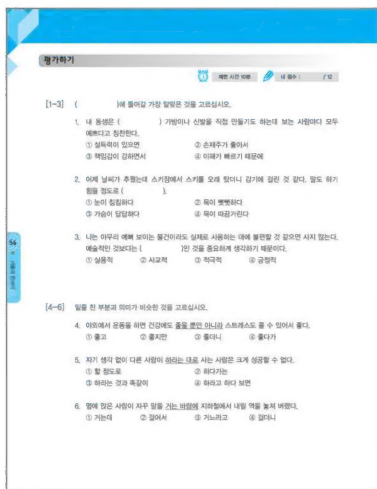 평가하기
제한 시간 10분 내 점수 : /12
[1~3] ( )에 들어갈 가장 알맞은 것을 고르십시오.
1. 내 동생은 ( ) 가방이나 신발을 직접 만들기도 하는데 보는 사람마다 모두
예쁘다고 칭찬한다.
① 설득력이 있으면 ② 손재주가 좋아서
③ 책임감이 강하면서 ④ 이해가 빠르기 때문에
2. 어제 날씨가 추웠는데 스키장에서 스키를 오래 탔더니 감기에 걸린 것 같다. 말도 하기
힘들 정도로 ( ).
① 눈이 침침하다 ② 목이 뻣뻣하다
③ 가슴이 답답하다 ④ 목이 따끔거린다
3. 나는 아무리 예뻐 보이는 물건이라도 실제로 사용하는 데에 불편할 것 같으면 사지 않는다.
예술적인 것보다는 ( )인 것을 중요하게 생각하기 때문이다.
① 실용적 ② 사교적 ③ 적극적 ④ 긍정적
56
[4~6] 밑줄 친 부분과 의미가 비슷한 것을 고르십시오.
4. 야외에서 운동을 하면 건강에도 좋을 뿐만 아니라 스트레스도 풀 수 있어서 좋다.
① 좋고 ② 좋지만 ③ 좋더니 ④ 좋다가
5. 자기 생각 없이 다른 사람이 하라는 대로 사는 사람은 크게 성공할 수 없다.
① 할 정도로 ② 하다가는
③ 하라는 것과 똑같이 ④ 하라고 하다 보면
6. 옆에 앉은 사람이 자꾸 말을 거는 바람에 지하철에서 내릴 역을 놓쳐 버렸다.
① 거는데 ② 걸어서 ③ 거느라고 ④ 걸더니